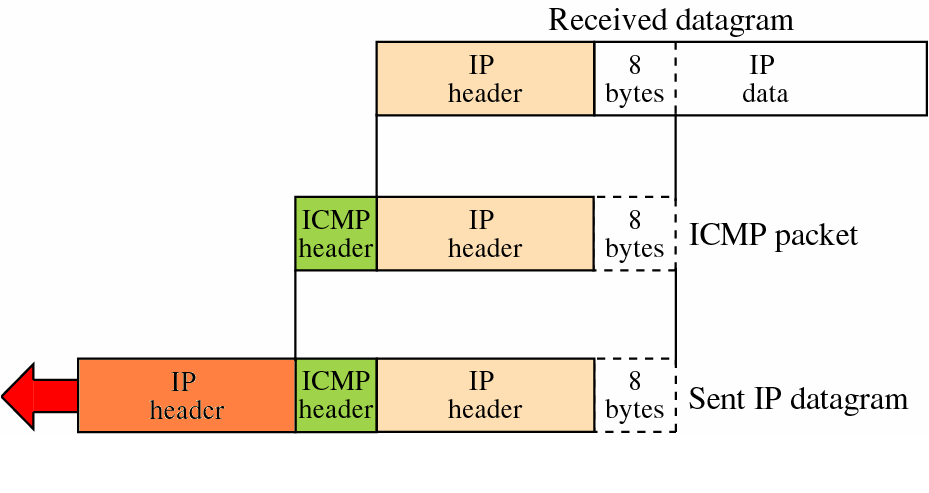 Received datagram
IP
header
8
bytes
IP
data
ICMP
header
IP
header
8
bytes
ICMP packet
IP
header
ICMP
header
IP
header
8
bytes
Sent IP datagram